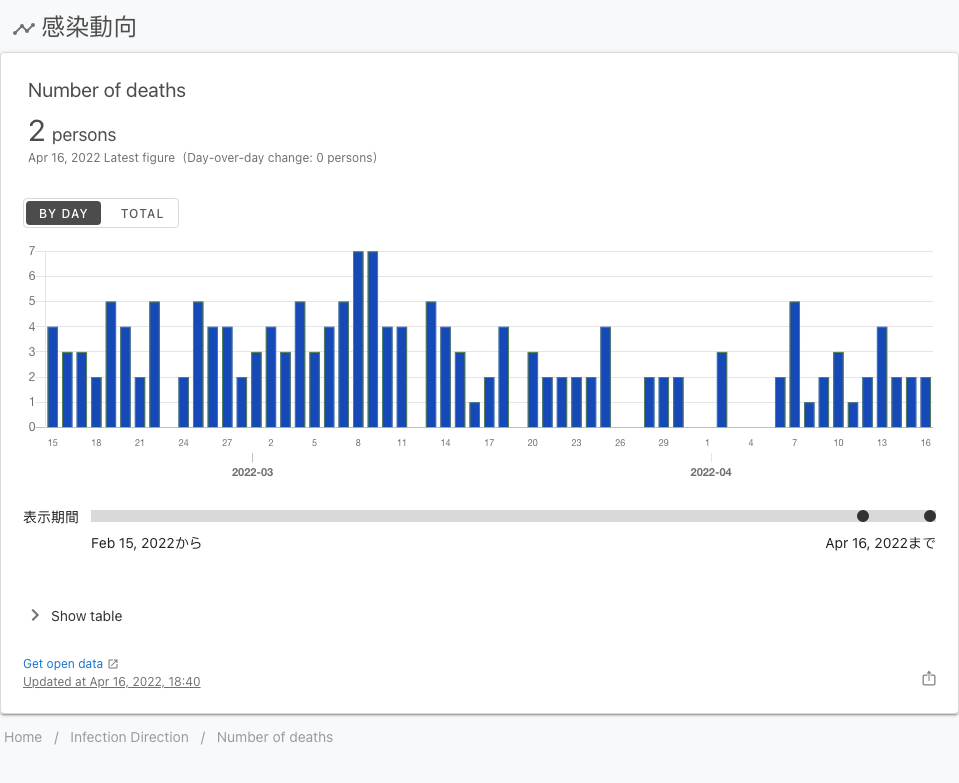 感染動向
Number of deaths
2 persons
Apr 16, 2022 Latest figure (Day-over-day change: 0 persons)
BY DAY TOTAL
7
6
5
4
3
2
1
0
15 18 21 24 27 2 5 8 11 14 17 20 23 26 29 1 4 7 10 13 16
2022-03 2022-04
表示期間
Feb 15, 2022から Apr 16, 2022まで
Show table
Get open data
Updated at Apr 16, 2022, 18:40
Home / Infection Direction / Number of deaths